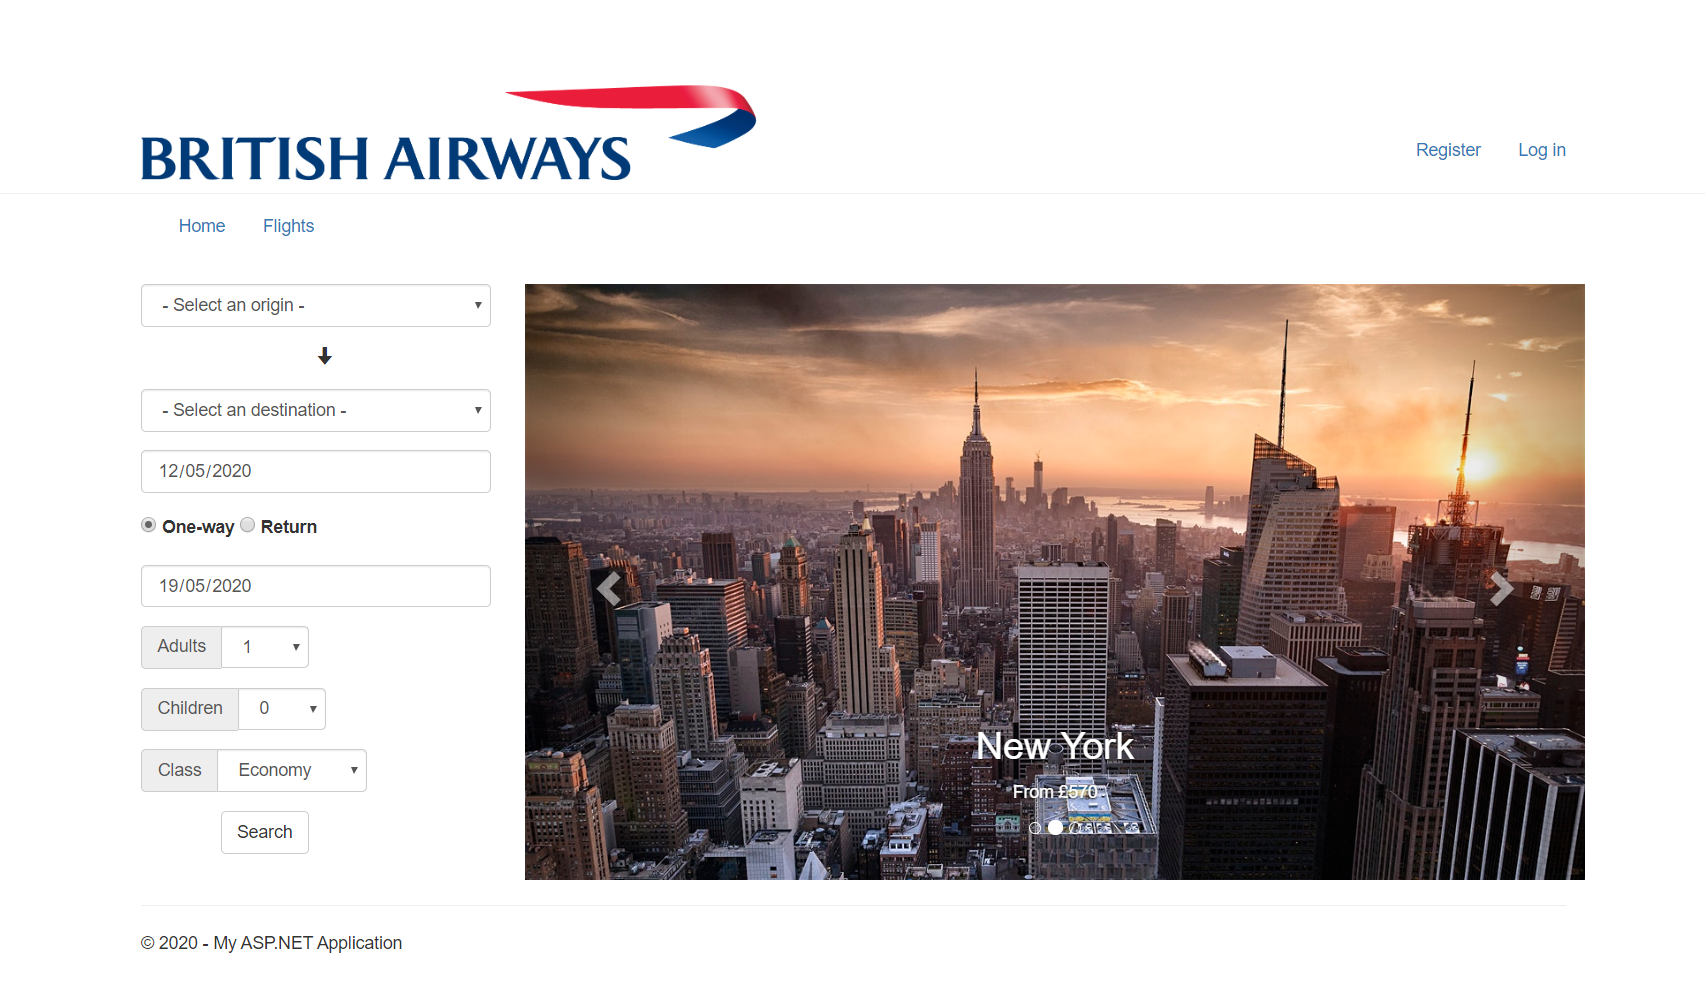 BRITISH AIRWAYS
Register Log in
Home Flights
- Select an origin -
- Select an destination -
12/05/2020
One-way Return
19/05/2020
Adults 1
Children 0
Class Economy
Search
New York
From £570
© 2020 - My ASP.NET Application